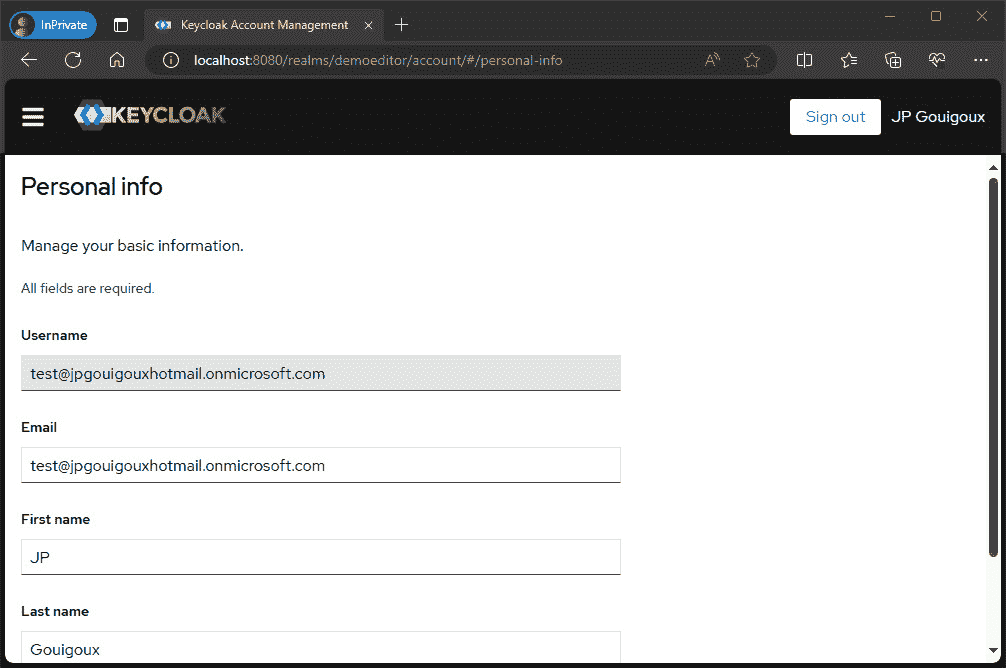 InPrivate
Keycloak Account Management
localhost:8080/realms/demoeditor/account/#/personal-info
KEYCLOAK
Sign out
JP Gouigoux
Personal info
Manage your basic information.
All fields are required.
Username
test@jpgouigouxhotmail.onmicrosoft.com
Email
test@jpgouigouxhotmail.onmicrosoft.com
First name
JP
Last name
Gouigoux